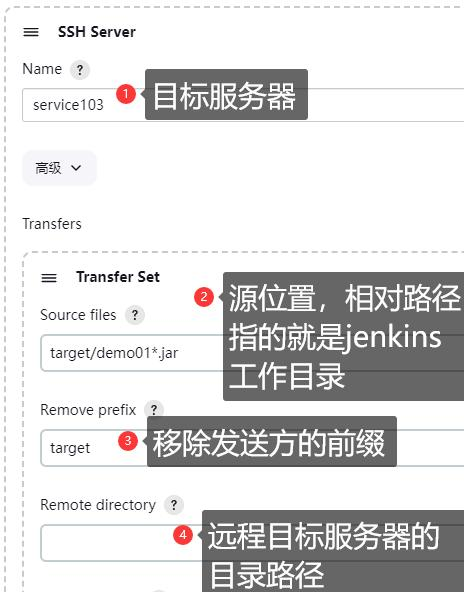 SSH Server
Name ?
1 目标服务器
service103
高级
Transfers
Transfer Set
2 源位置，相对路径
Source files ?
指的就是jenkins
target/demo01*.jar
工作目录
Remove prefix ?
3 移除发送方的前缀
target
Remote directory ?
4 远程目标服务器的
目录路径